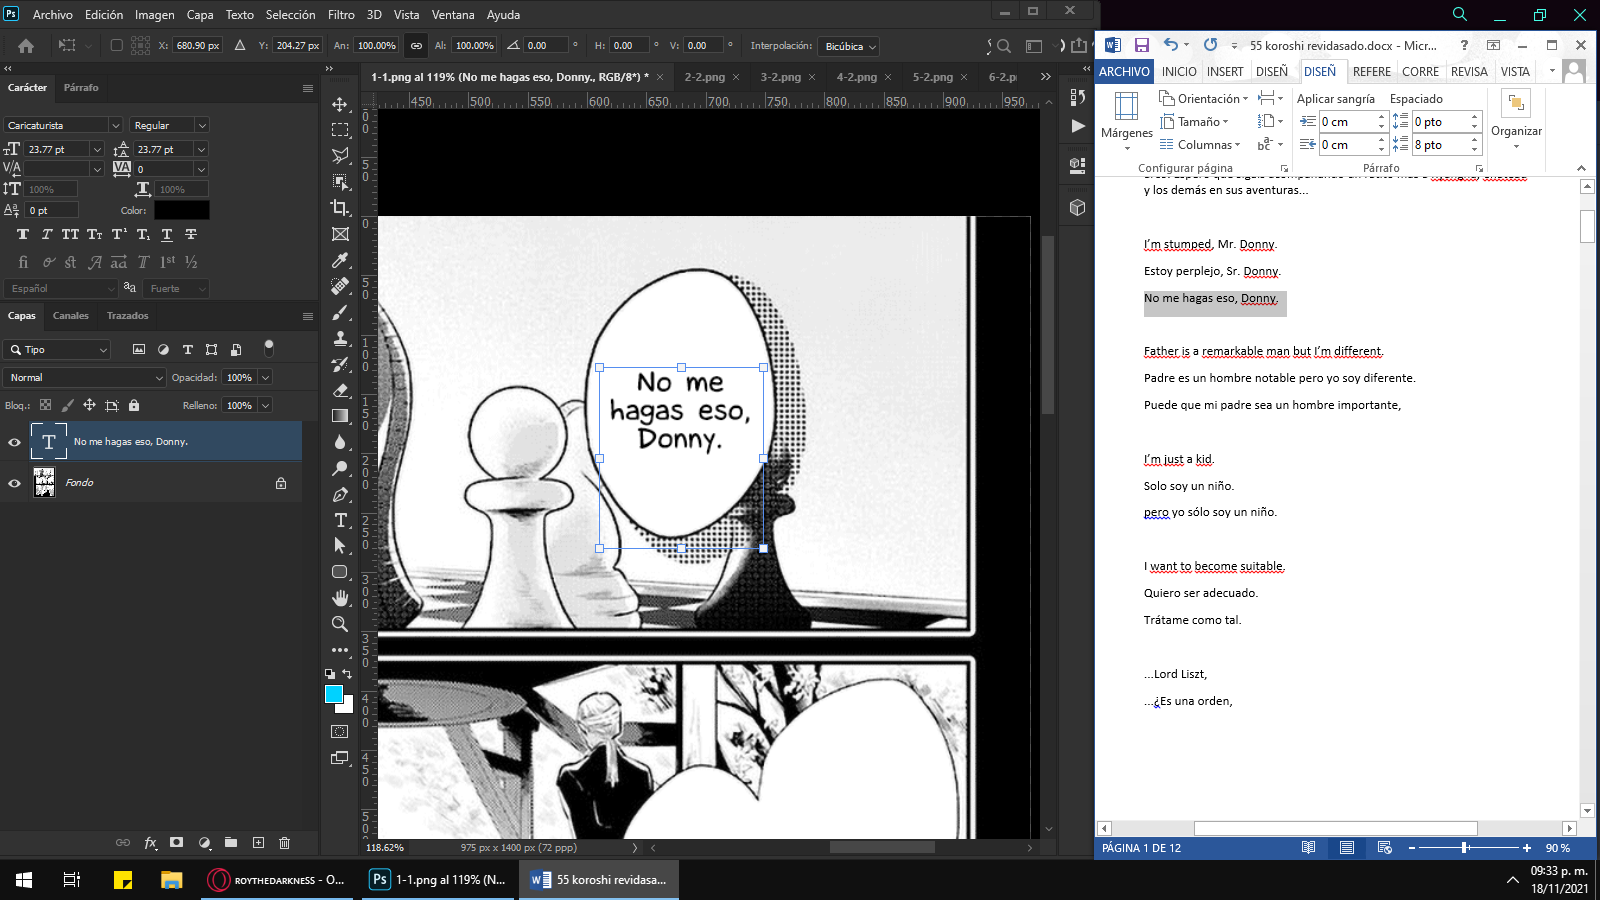 Ps Archivo Edición Imagen Capa Texto Selección Filtro 3D Vista Ventana Ayuda
X: 680.90 px Y: 204.27 px An: 100.00% Al: 100.00% 0.00 ° H: 0.00 ° V: 0.00 ° Interpolación: Bicúbica
Carácter Párrafo
Caricaturista Regular
23.77 pt 23.77 pt
0
100% 100%
0 pt Color:
Español aa Fuerte
Capas Canales Trazados
Tipo
Normal Opacidad: 100%
Bloq.: Relleno: 100%
No me hagas eso, Donny.
Fondo
1-1.png al 119% (No me hagas eso, Donny., RGB/8*) * 2-2.png 3-2.png 4-2.png 5-2.png 6-2.p
450 500 550 600 650 700 750 800 850 900 950
No me
hagas eso,
Donny.
118.62% 975 px x 1400 px (72 ppp)
55 koroshi revidasado.docx - Micr...
ARCHIVO INICIO INSERT DISEÑ DISEÑ REFERE CORRE REVISA VISTA
Márgenes
Orientación
Tamaño
Columnas
Configurar página
Aplicar sangría Espaciado
0 cm 0 pto
0 cm 8 pto
Párrafo
Organizar
y los demás en sus aventuras...
I'm stumped, Mr. Donny.
Estoy perplejo, Sr. Donny.
No me hagas eso, Donny.
Father is a remarkable man but I'm different.
Padre es un hombre notable pero yo soy diferente.
Puede que mi padre sea un hombre importante,
I'm just a kid.
Solo soy un niño.
pero yo sólo soy un niño.
I want to become suitable.
Quiero ser adecuado.
Trátame como tal.
...Lord Liszt,
...¿Es una orden,
PÁGINA 1 DE 12 90 %
ROYTHEDARKNESS - O...
1-1.png al 119% (N...
55 koroshi revidasa...
09:33 p. m.
18/11/2021